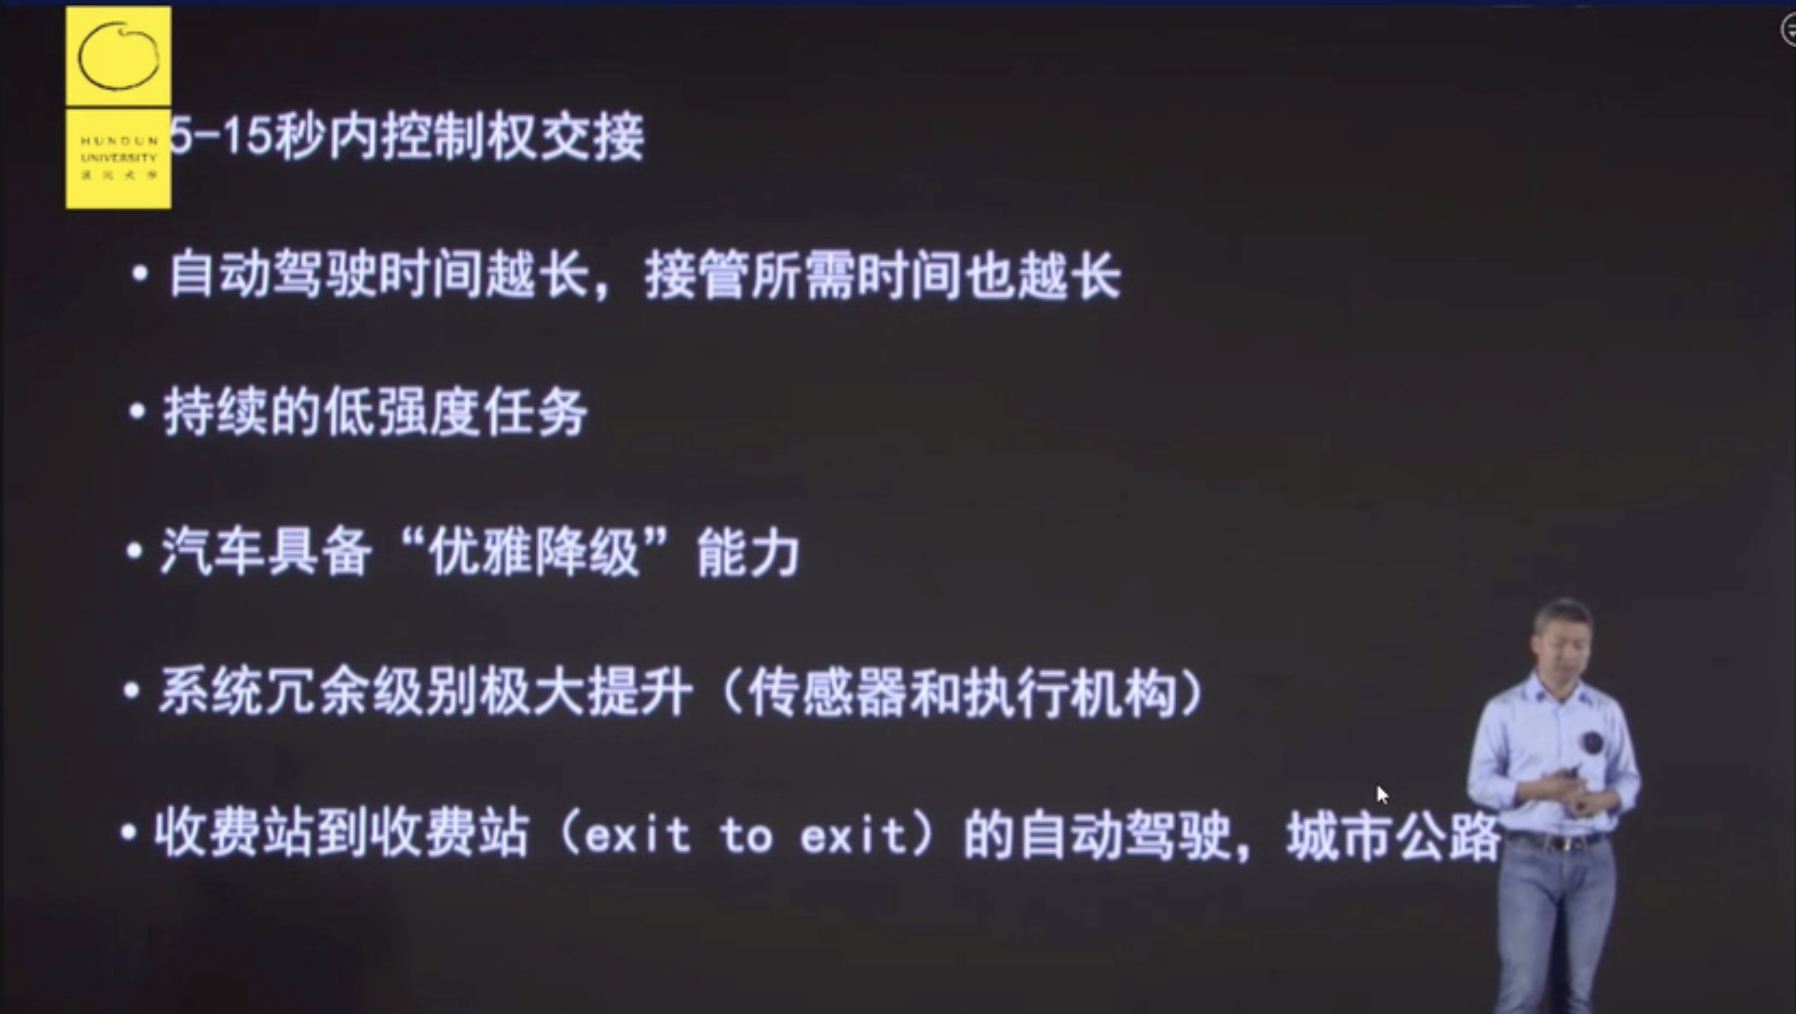 HUNDUN
UNIVERSITY
混沌大学
5-15秒内控制权交接
• 自动驾驶时间越长，接管所需时间也越长
• 持续的低强度任务
• 汽车具备“优雅降级”能力
• 系统冗余级别极大提升（传感器和执行机构）
• 收费站到收费站（exit to exit）的自动驾驶，城市公路